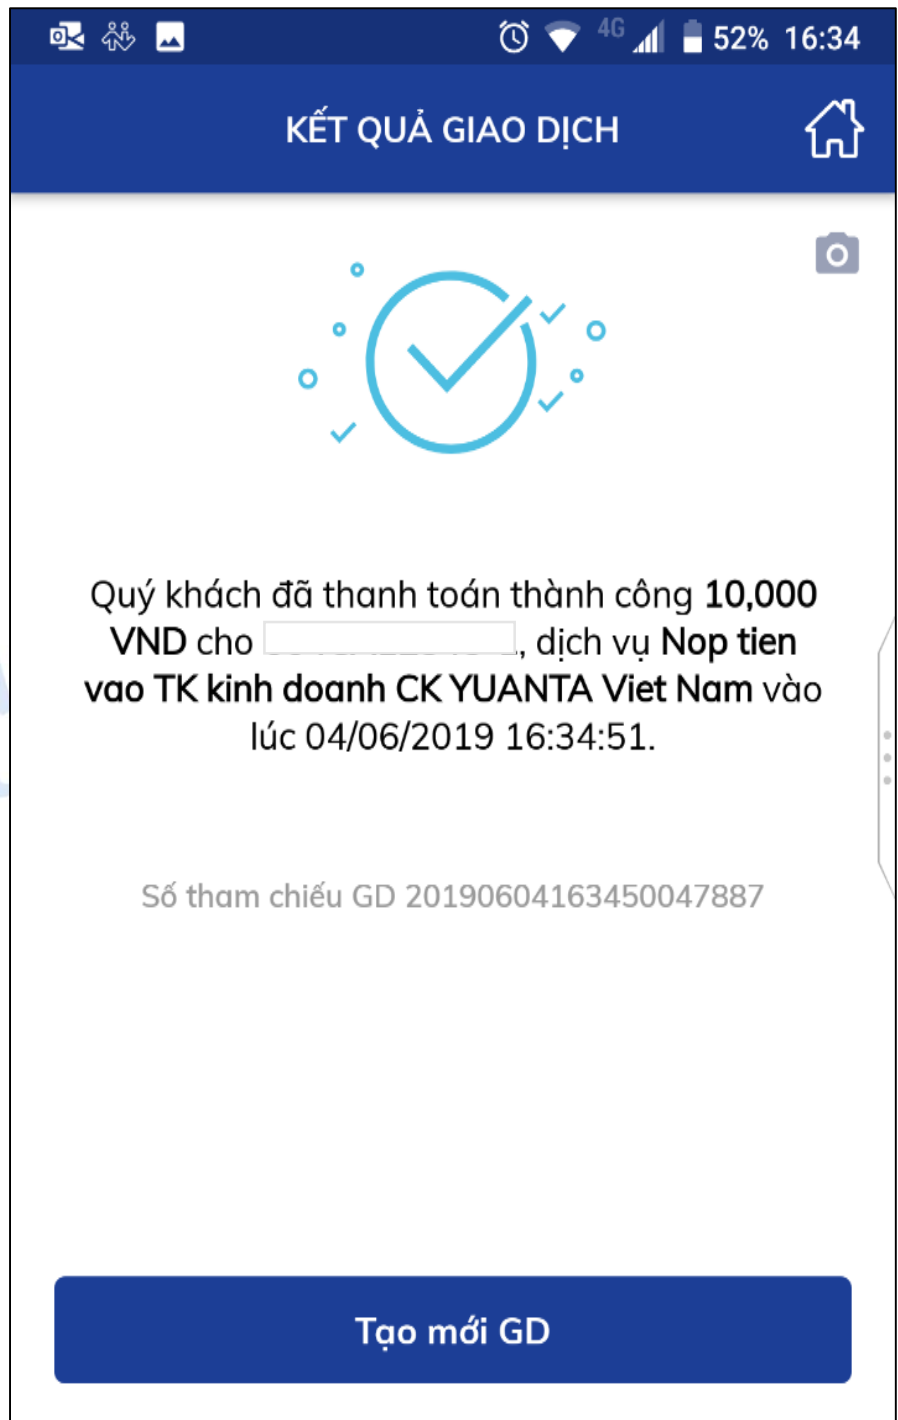 4G 52% 16:34
KẾT QUẢ GIAO DỊCH
Quý khách đã thanh toán thành công 10,000
VND cho , dịch vụ Nop tien
vao TK kinh doanh CK YUANTA Viet Nam vào
lúc 04/06/2019 16:34:51.
Số tham chiếu GD 20190604163450047887
Tạo mới GD